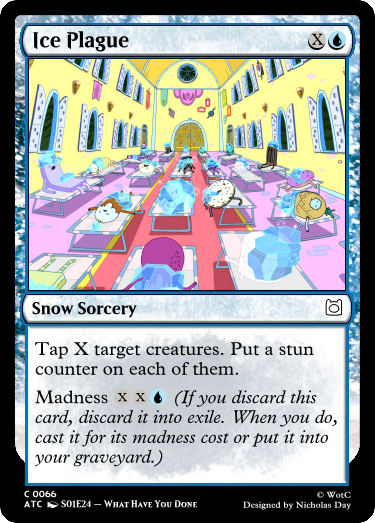 Ice Plague X
Snow Sorcery
Tap X target creatures. Put a stun
counter on each of them.
Madness X X (If you discard this
card, discard it into exile. When you do,
cast it for its madness cost or put it into
your graveyard.)
C 0066
ATC S01E24 – What Have You Done
© WotC
Designed by Nicholas Day